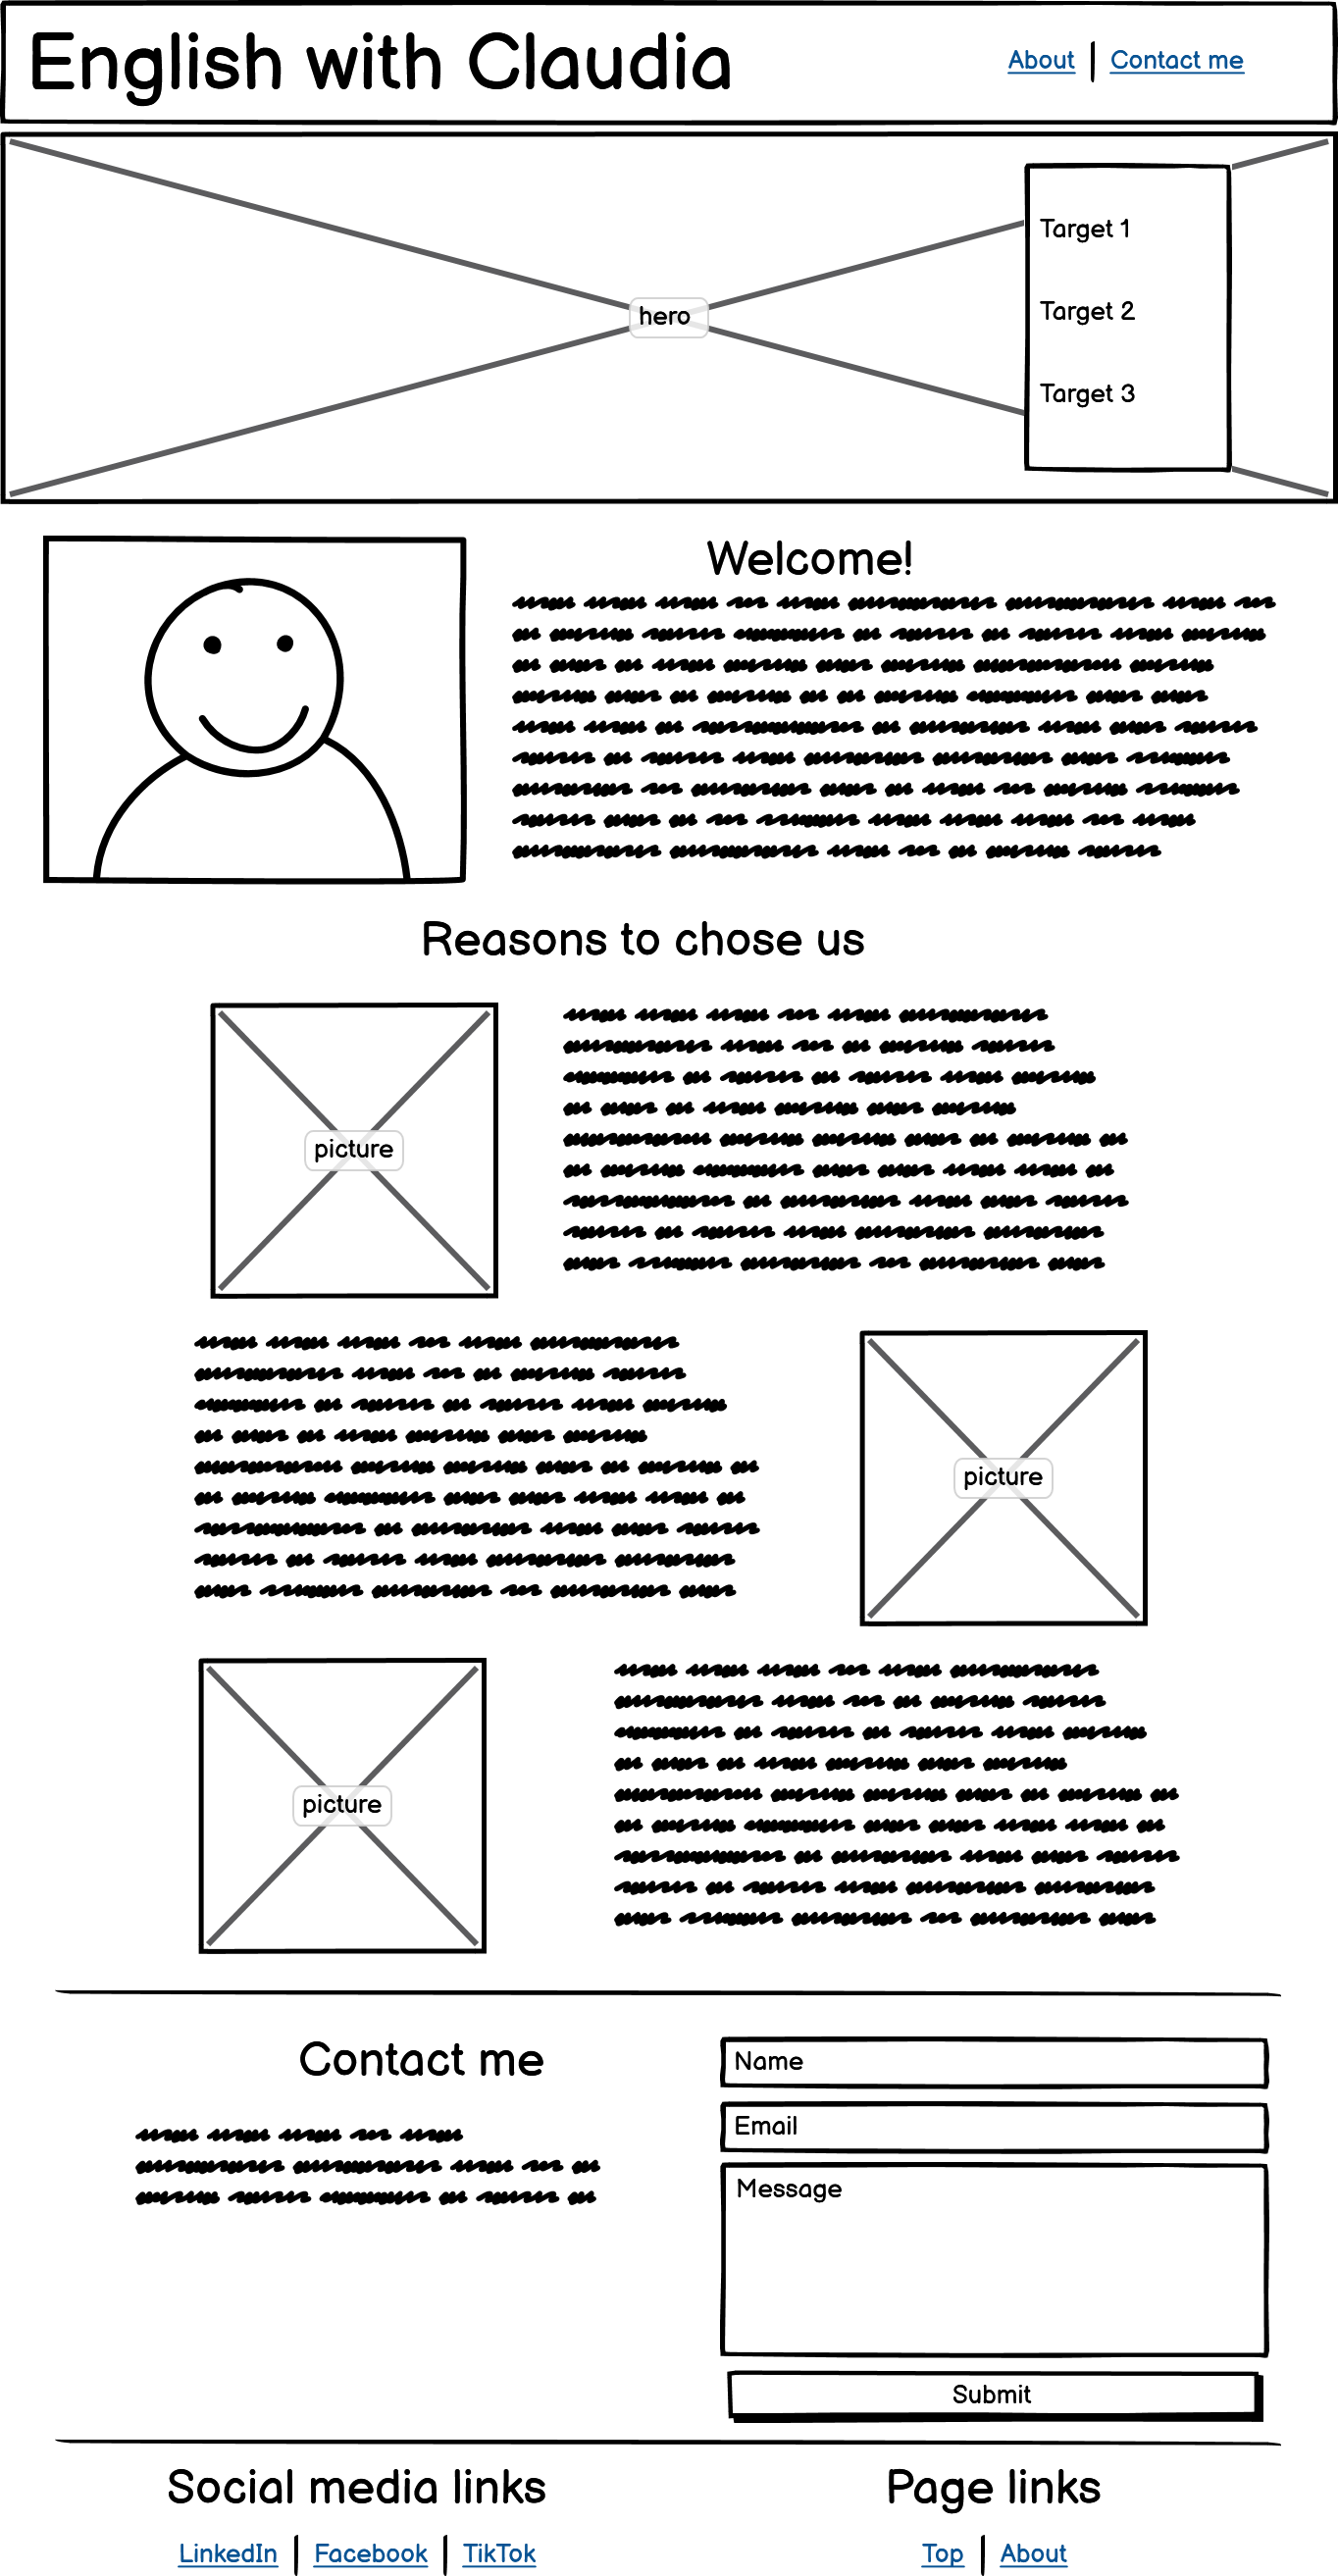 English with Claudia
About | Contact me
hero
Target 1
Target 2
Target 3
Welcome!
Reasons to chose us
picture
picture
picture
Contact me
Name
Email
Message
Submit
Social media links
LinkedIn | Facebook | TikTok
Page links
Top | About